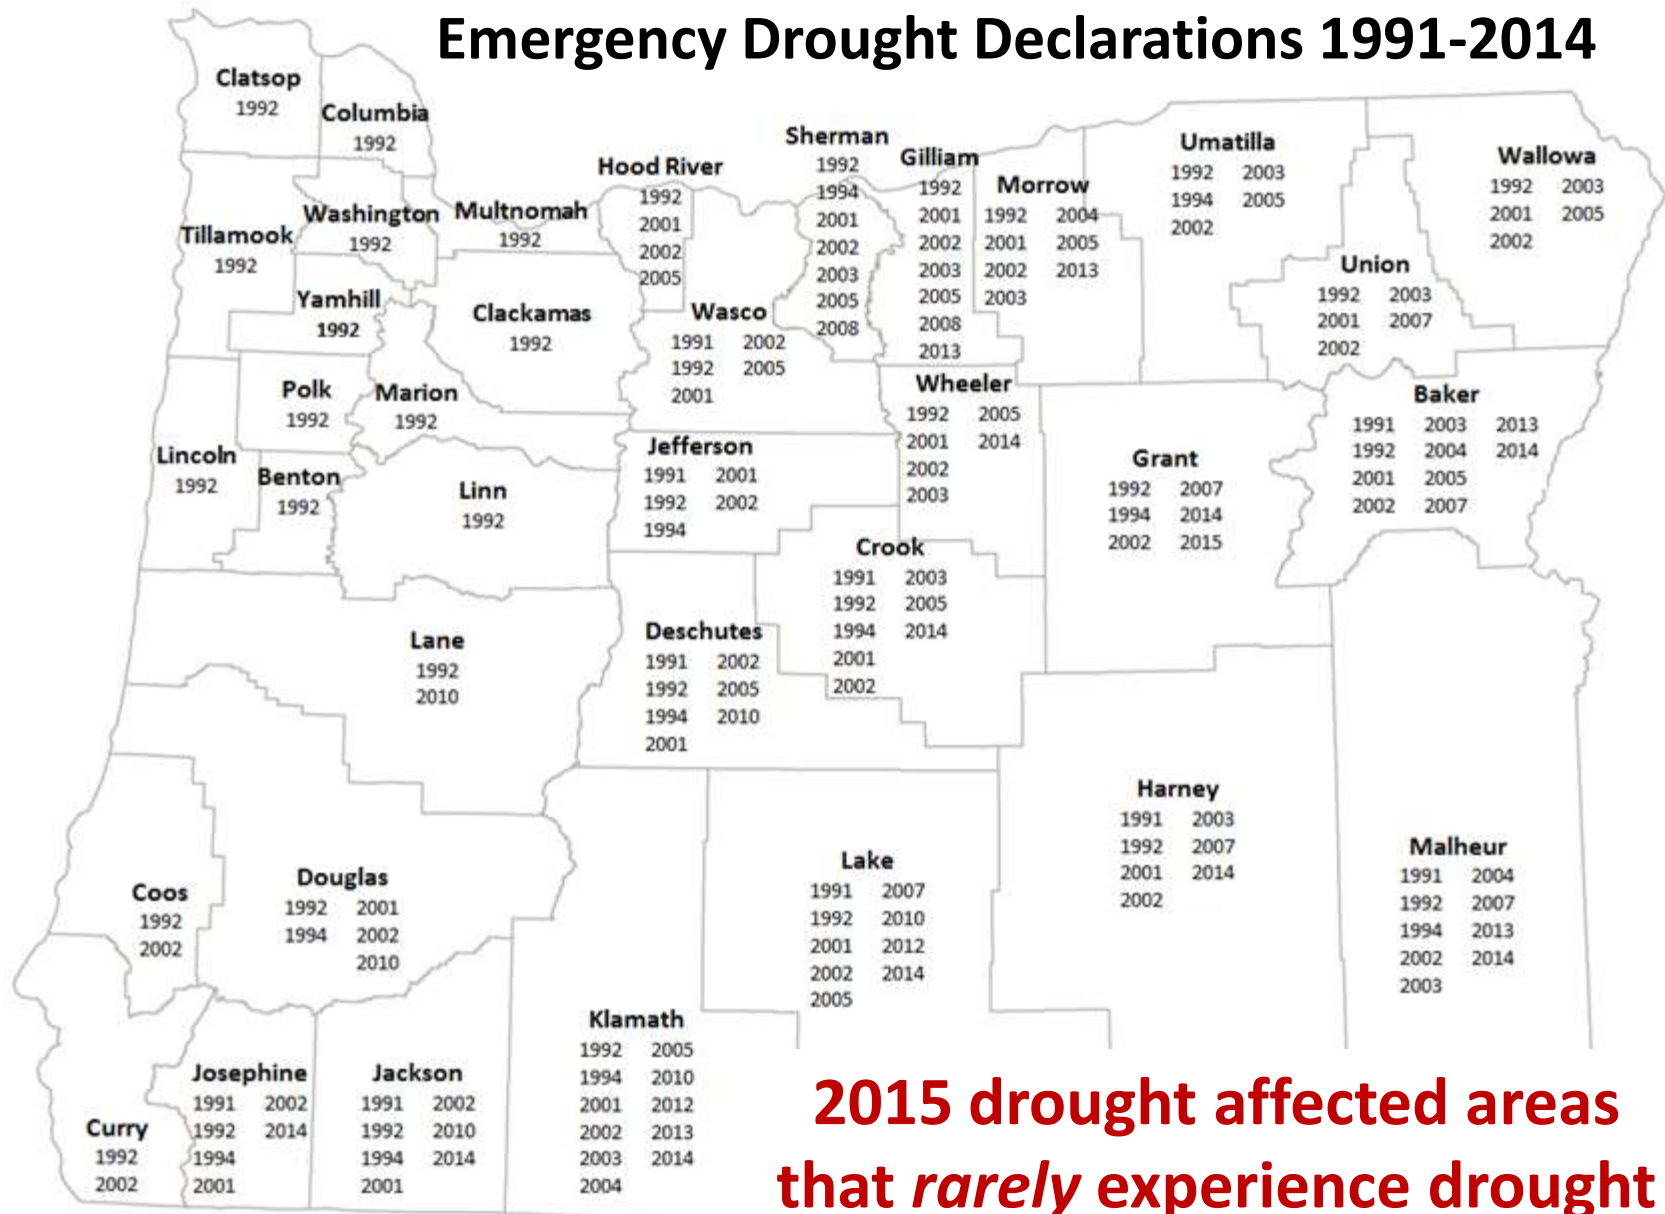 Emergency Drought Declarations 1991-2014
Clatsop
1992
Columbia
1992
Tillamook
1992
Washington
1992
Multnomah
1992
Hood River
1992
2001
2002
2005
Sherman
1992
1994
2001
2002
2003
2005
2008
Gilliam
1992
2001
2002
2003
2005
2008
2013
Morrow
1992 2004
2001 2005
2002 2013
2003
Umatilla
1992 2003
1994 2005
2002
Wallowa
1992 2003
2001 2005
2002
Union
1992 2003
2001 2007
2002
Yamhill
1992
Clackamas
1992
Wasco
1991 2002
1992 2005
2001
Polk
1992
Marion
1992
Wheeler
1992 2005
2001 2014
2002
2003
Baker
1991 2003 2013
1992 2004 2014
2001 2005
2002 2007
Lincoln
1992
Benton
1992
Linn
1992
Jefferson
1991 2001
1992 2002
1994
Grant
1992 2007
1994 2014
2002 2015
Crook
1991 2003
1992 2005
1994 2014
2001
2002
Lane
1992
2010
Deschutes
1991 2002
1992 2005
1994 2010
2001
Harney
1991 2003
1992 2007
2001 2014
2002
Malheur
1991 2004
1992 2007
1994 2013
2002 2014
2003
Lake
1991 2007
1992 2010
2001 2012
2002 2014
2005
Coos
1992
2002
Douglas
1992 2001
1994 2002
2010
Klamath
1992 2005
1994 2010
2001 2012
2002 2013
2003 2014
2004
Curry
1992
2002
Josephine
1991 2002
1992 2014
1994
2001
Jackson
1991 2002
1992 2010
1994 2014
2001
2015 drought affected areas
that rarely experience drought